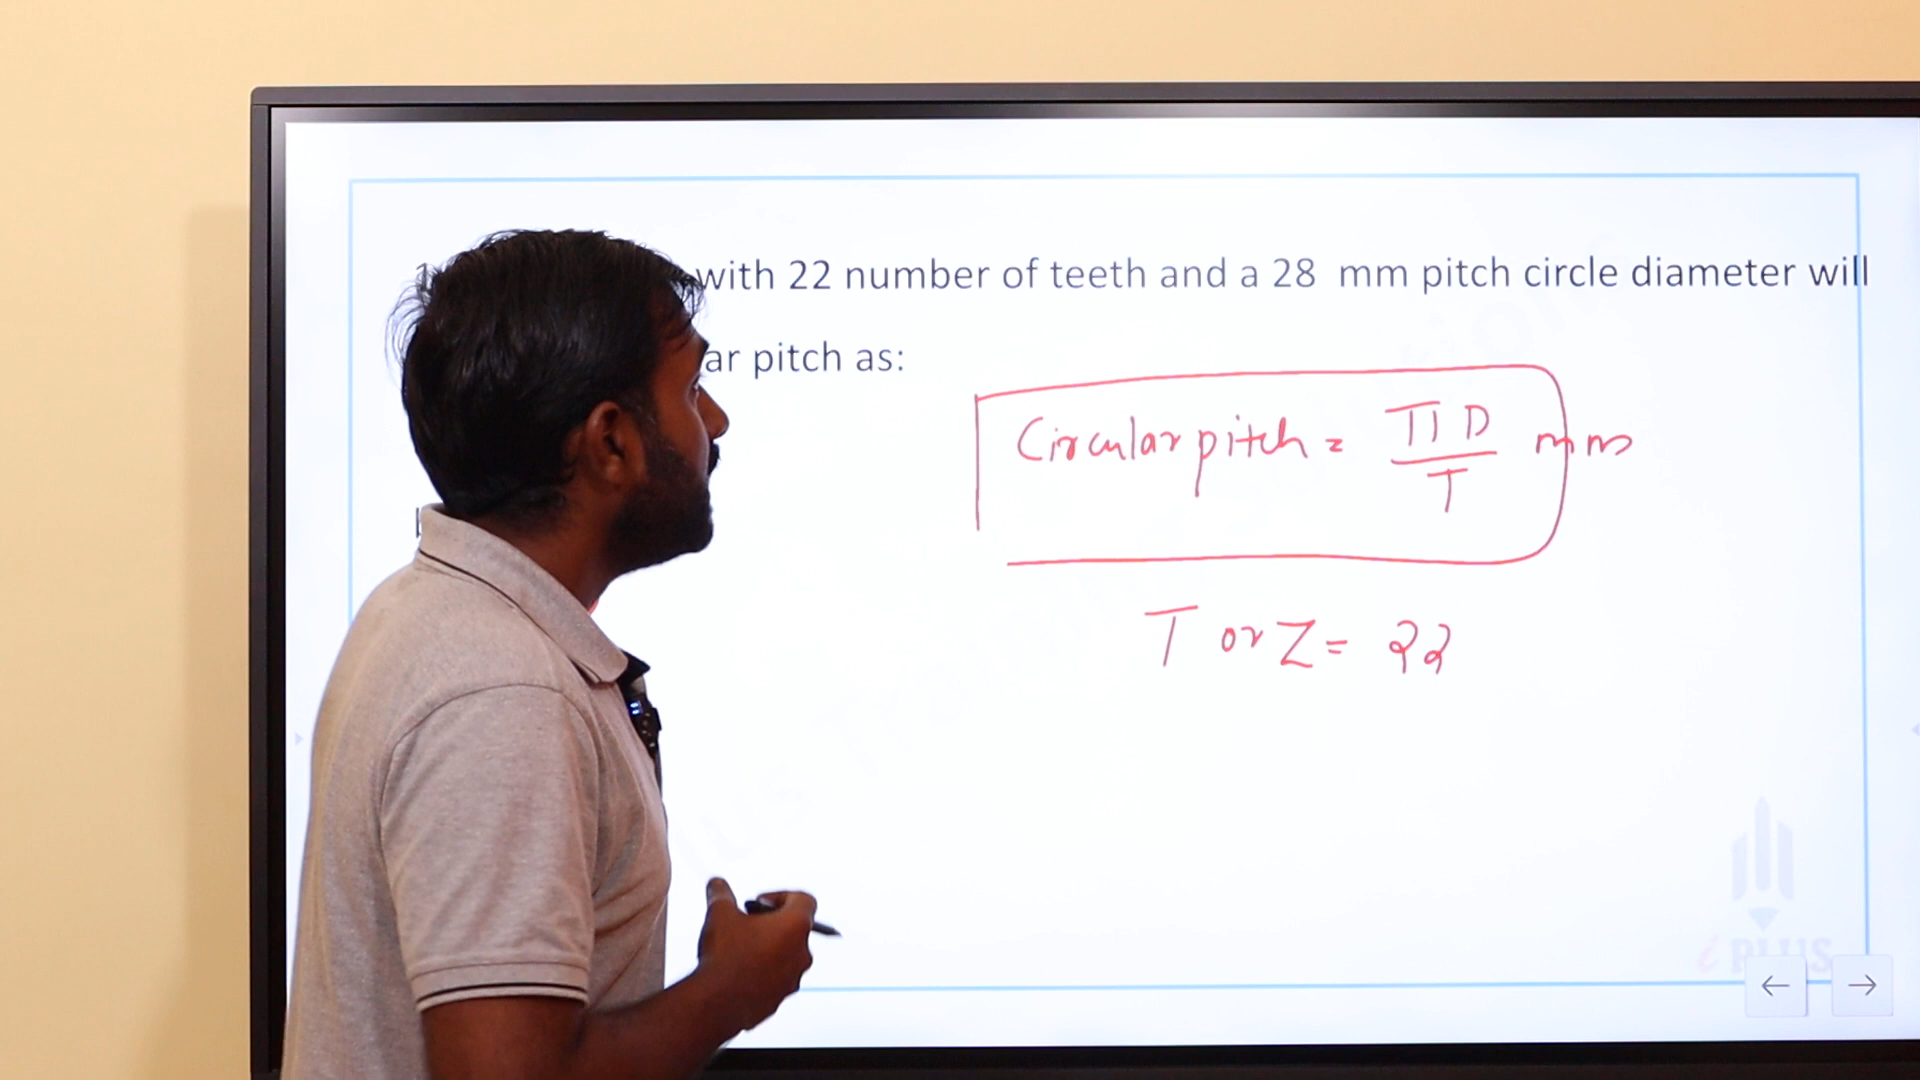 with 22 number of teeth and a 28 mm pitch circle diameter will
ar pitch as:
Circular pitch = ΠD/T mm
T or Z = 22
i PLUS